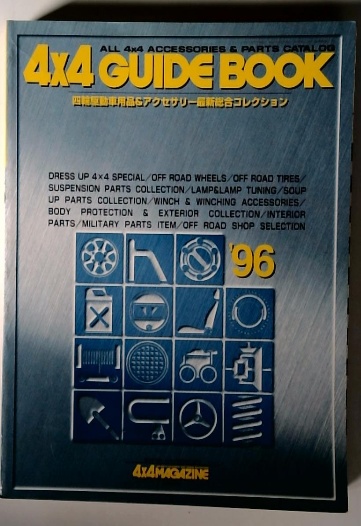 ALL 4x4 ACCESSORIES & PARTS CATALOG
4X4 GUIDE BOOK
四輪駆動車用品&アクセサリー最新総合コレクション
DRESS UP 4×4 SPECIAL/OFF ROAD WHEELS/OFF ROAD TIRES/
SUSPENSION PARTS COLLECTION/LAMP&LAMP TUNING/SOUP
UP PARTS COLLECTION/WINCH & WINCHING ACCESSORIES/
BODY PROTECTION & EXTERIOR COLLECTION/INTERIOR
PARTS/MILITARY PARTS ITEM/OFF ROAD SHOP SELECTION
'96
4X4MAGAZINE